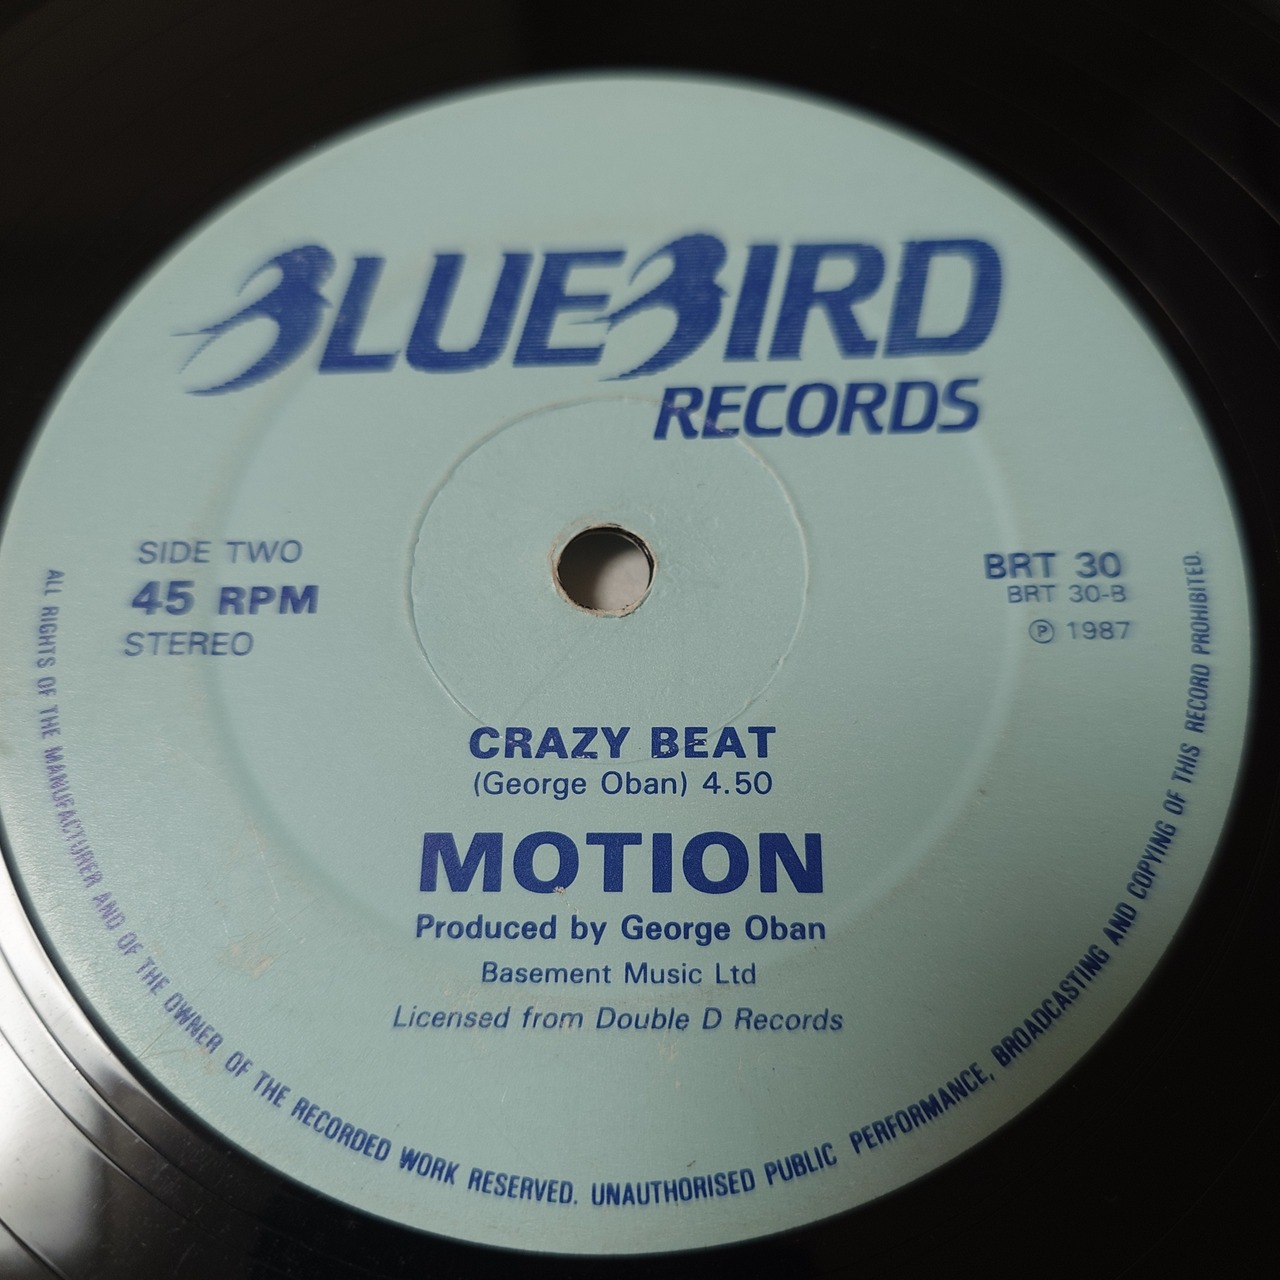 BLUEBIRD
RECORDS
SIDE TWO
45 RPM
STEREO
BRT 30
BRT 30-B
℗ 1987
CRAZY BEAT
(George Oban) 4.50
MOTION
Produced by George Oban
Basement Music Ltd
Licensed from Double D Records
ALL RIGHTS OF THE MANUFACTURER AND OF THE OWNER OF THE RECORDED WORK RESERVED. UNAUTHORISED PUBLIC PERFORMANCE, BROADCASTING AND COPYING OF THIS RECORD PROHIBITED.